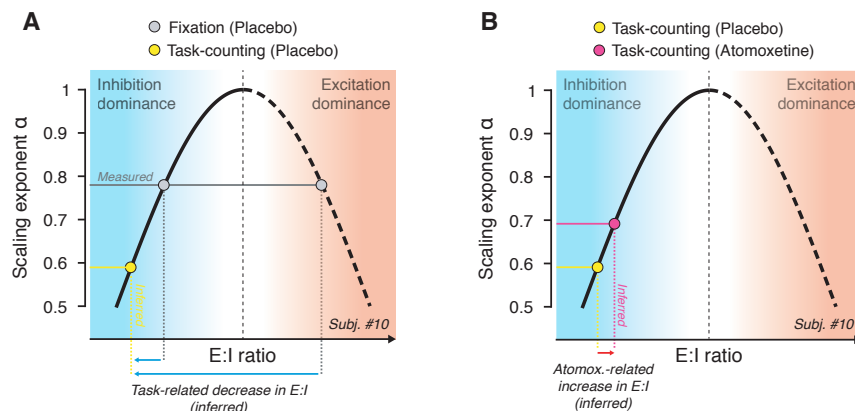 A
Fixation (Placebo)
Task-counting (Placebo)
Inhibition
dominance
Excitation
dominance
Scaling exponent α
1
0.9
0.8
0.7
0.6
0.5
Measured
Inferred
Subj. #10
E:I ratio
Task-related decrease in E:I
(inferred)
B
Task-counting (Placebo)
Task-counting (Atomoxetine)
Inhibition
dominance
Excitation
dominance
Scaling exponent α
1
0.9
0.8
0.7
0.6
0.5
Inferred
Subj. #10
E:I ratio
Atomox.-related
increase in E:I
(inferred)